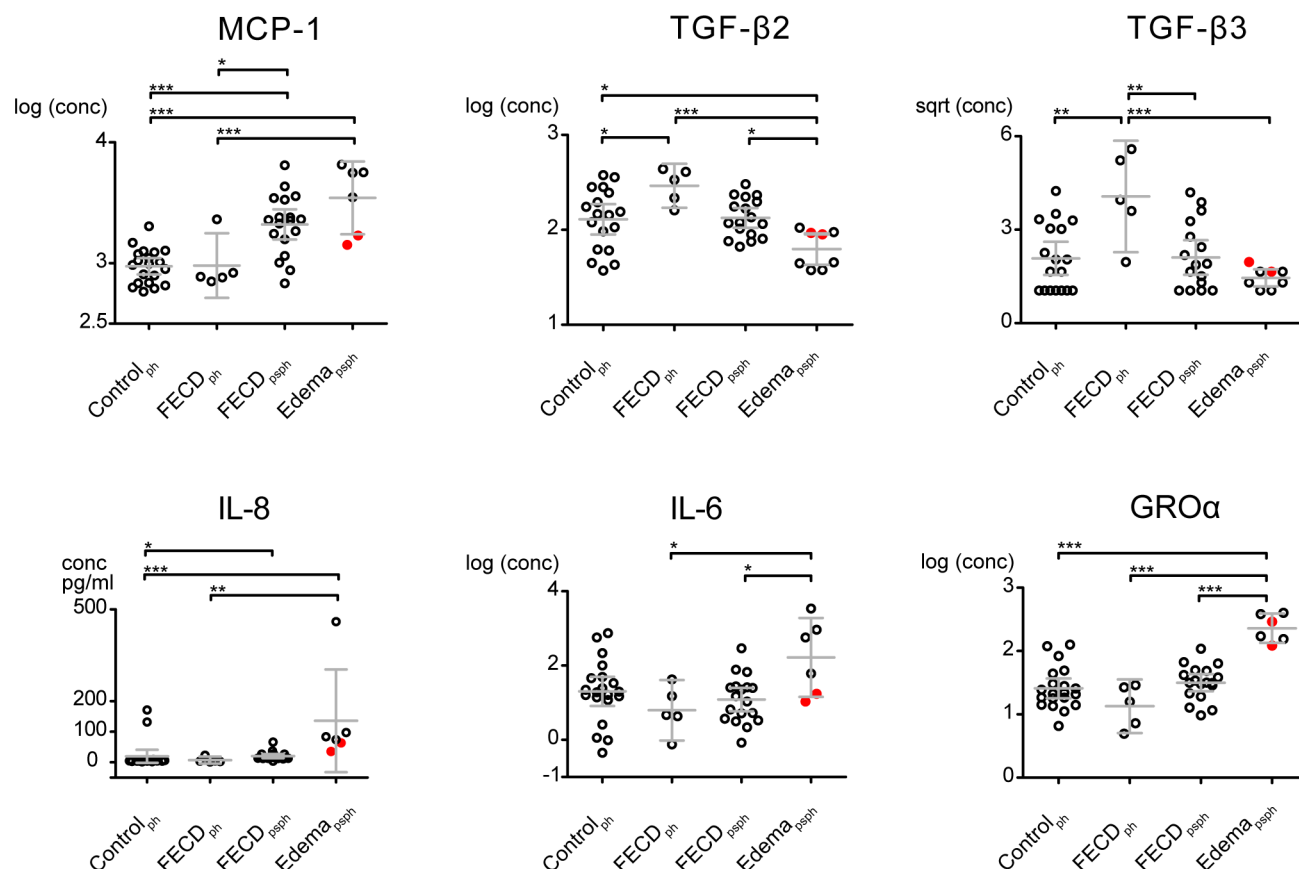 MCP-1
*
***
log (conc)
***
***
4
3
2.5
Control ph
FECD ph
FECD psph
Edema psph
TGF-β2
log (conc)
*
***
*
*
3
2
1
Control ph
FECD ph
FECD psph
Edema psph
TGF-β3
sqrt (conc)
**
**
***
6
3
0
Control ph
FECD ph
FECD psph
Edema psph
IL-8
conc
pg/ml
*
***
**
500
200
100
0
Control ph
FECD ph
FECD psph
Edema psph
IL-6
log (conc)
*
*
4
2
0
-1
Control ph
FECD ph
FECD psph
Edema psph
GROα
log (conc)
***
***
***
3
2
1
0
Control ph
FECD ph
FECD psph
Edema psph